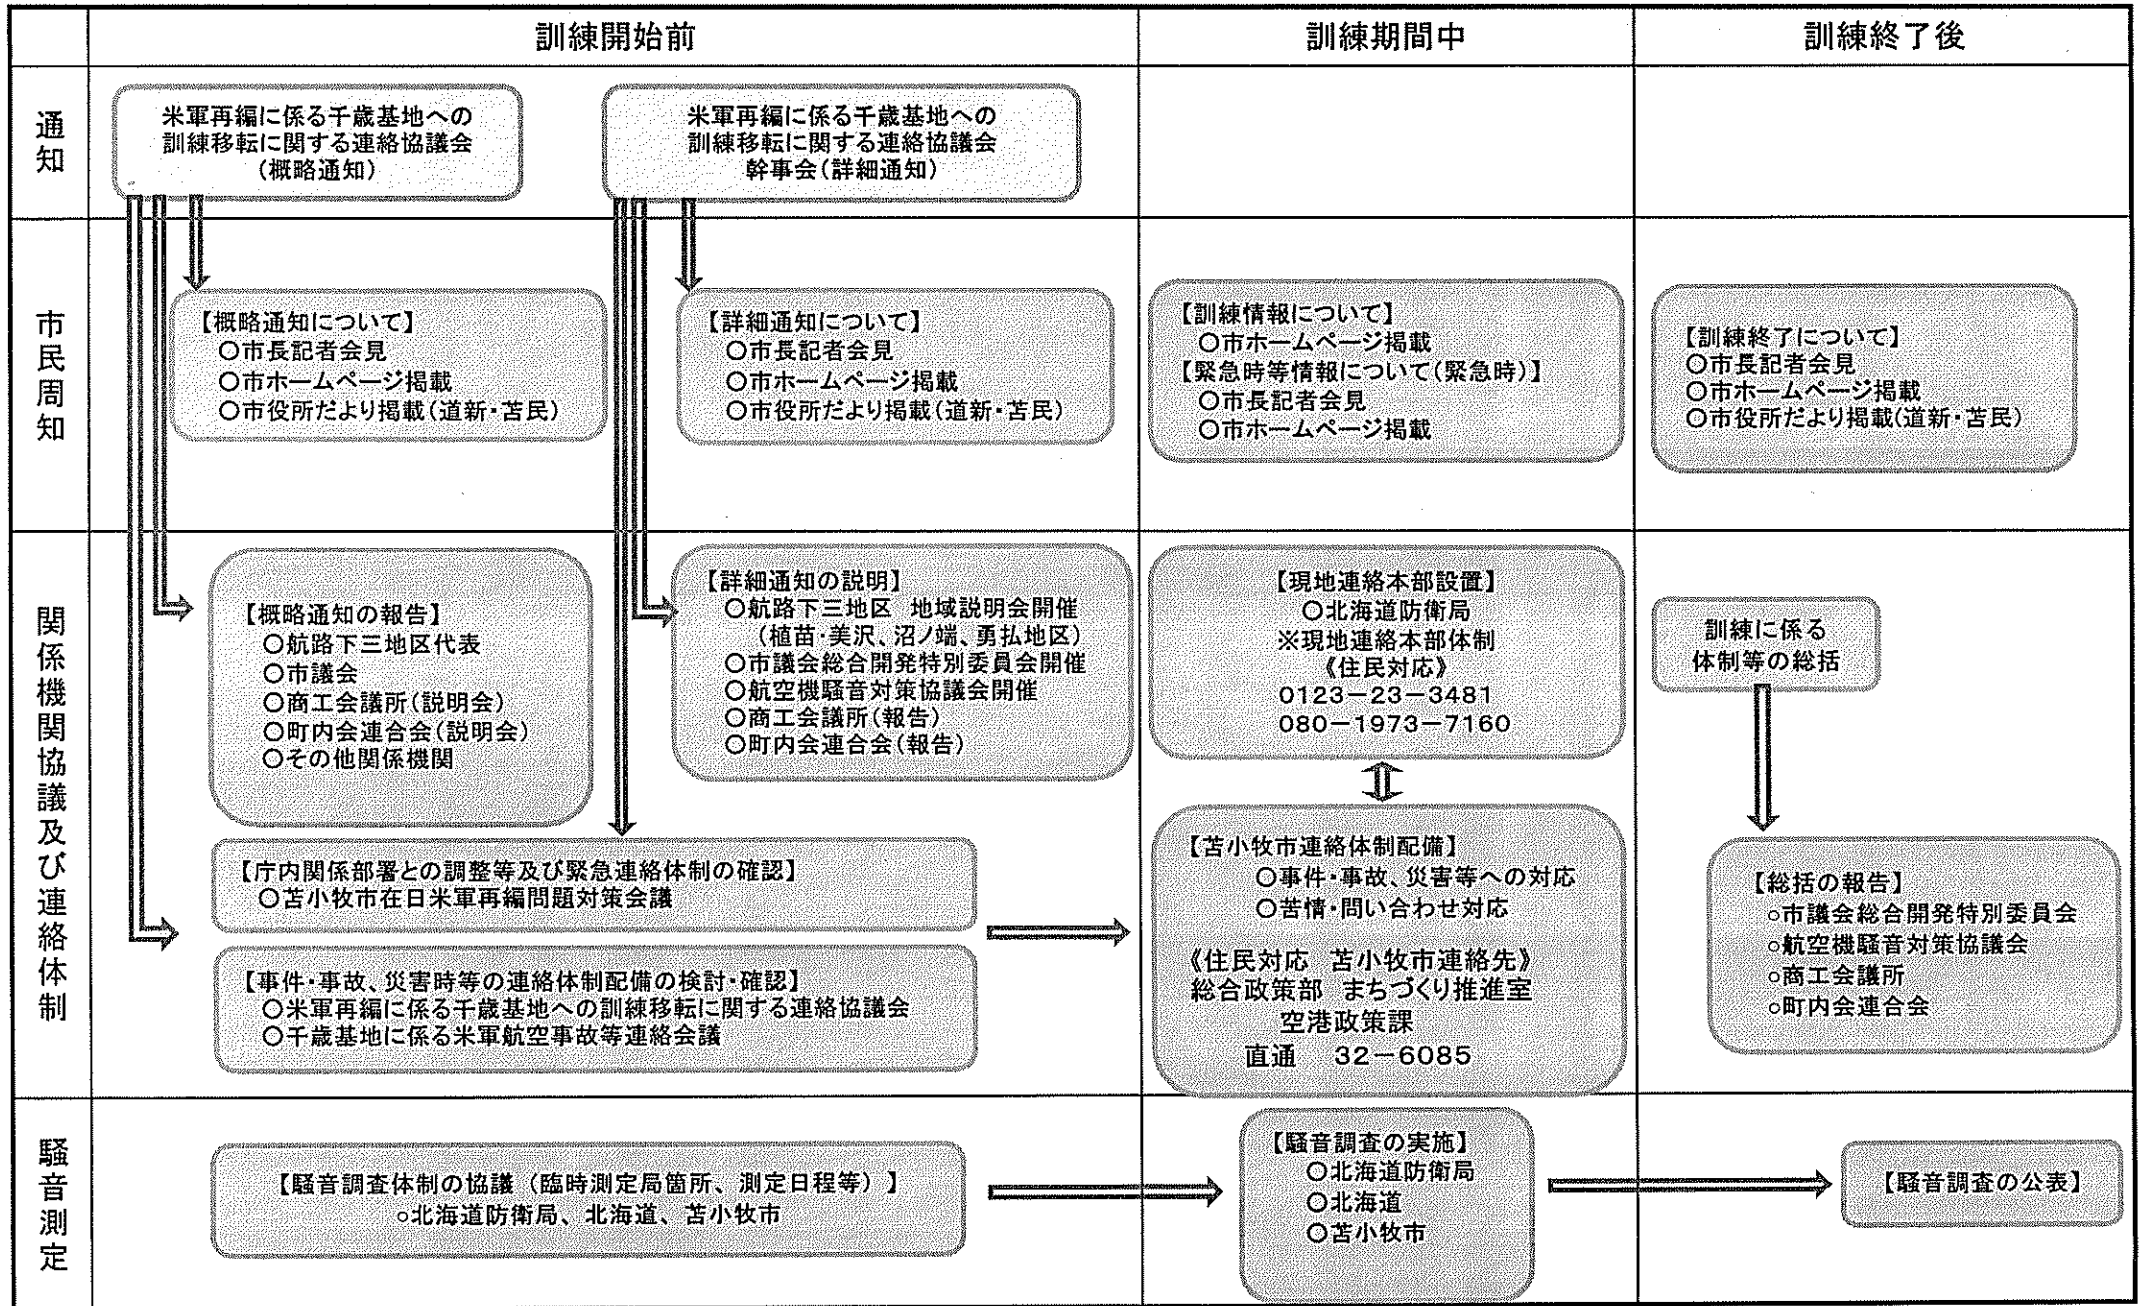 訓練開始前
訓練期間中
訓練終了後
通知
米軍再編に係る千歳基地への
訓練移転に関する連絡協議会
(概略通知)
米軍再編に係る千歳基地への
訓練移転に関する連絡協議会
幹事会(詳細通知)
市民周知
【概略通知について】
○市長記者会見
○市ホームページ掲載
○市役所だより掲載(道新・苫民)
【詳細通知について】
○市長記者会見
○市ホームページ掲載
○市役所だより掲載(道新・苫民)
【訓練情報について】
○市ホームページ掲載
【緊急時等情報について(緊急時)】
○市長記者会見
○市ホームページ掲載
【訓練終了について】
○市長記者会見
○市ホームページ掲載
○市役所だより掲載(道新・苫民)
関係機関協議及び連絡体制
【概略通知の報告】
○航路下三地区代表
○市議会
○商工会議所(説明会)
○町内会連合会(説明会)
○その他関係機関
【詳細通知の説明】
○航路下三地区 地域説明会開催
(植苗・美沢、沼ノ端、勇払地区)
○市議会総合開発特別委員会開催
○航空機騒音対策協議会開催
○商工会議所(報告)
○町内会連合会(報告)
【庁内関係部署との調整等及び緊急連絡体制の確認】
○苫小牧市在日米軍再編問題対策会議
【事件・事故、災害時等の連絡体制配備の検討・確認】
○米軍再編に係る千歳基地への訓練移転に関する連絡協議会
○千歳基地に係る米軍航空事故等連絡会議
【現地連絡本部設置】
○北海道防衛局
※現地連絡本部体制
《住民対応》
0123-23-3481
080-1973-7160
【苫小牧市連絡体制配備】
○事件・事故、災害等への対応
○苦情・問い合わせ対応
《住民対応 苫小牧市連絡先》
総合政策部 まちづくり推進室
空港政策課
直通 32-6085
訓練に係る
体制等の総括
【総括の報告】
○市議会総合開発特別委員会
○航空機騒音対策協議会
○商工会議所
○町内会連合会
騒音測定
【騒音調査体制の協議(臨時測定局箇所、測定日程等)】
○北海道防衛局、北海道、苫小牧市
【騒音調査の実施】
○北海道防衛局
○北海道
○苫小牧市
【騒音調査の公表】